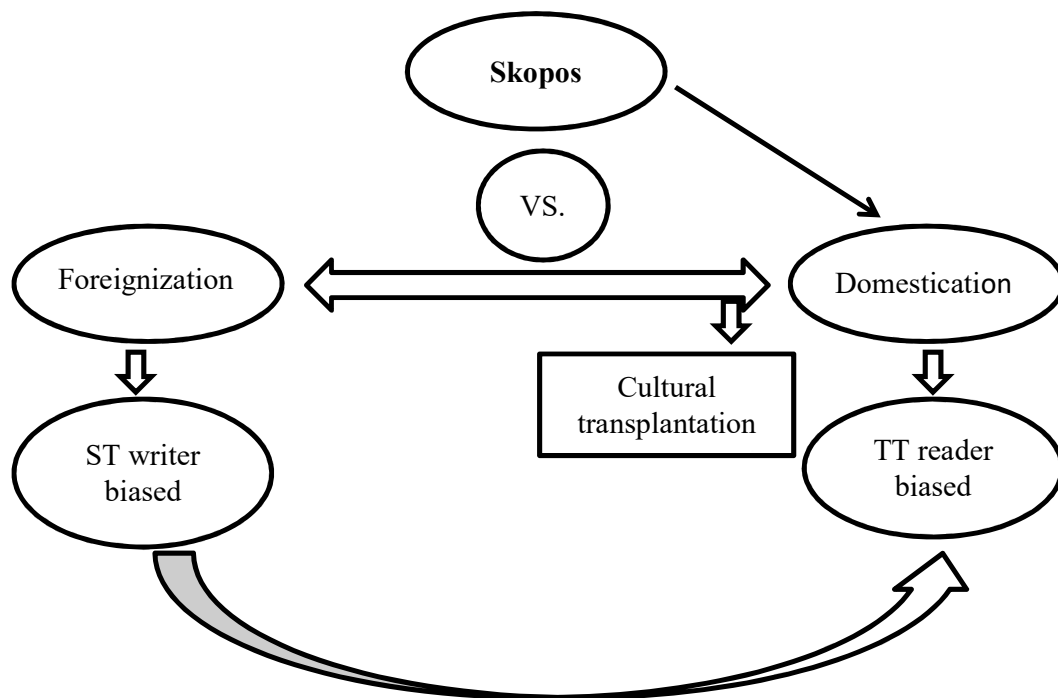 Skopos
VS.
Foreignization
Domestication
Cultural
transplantation
ST writer
biased
TT reader
biased